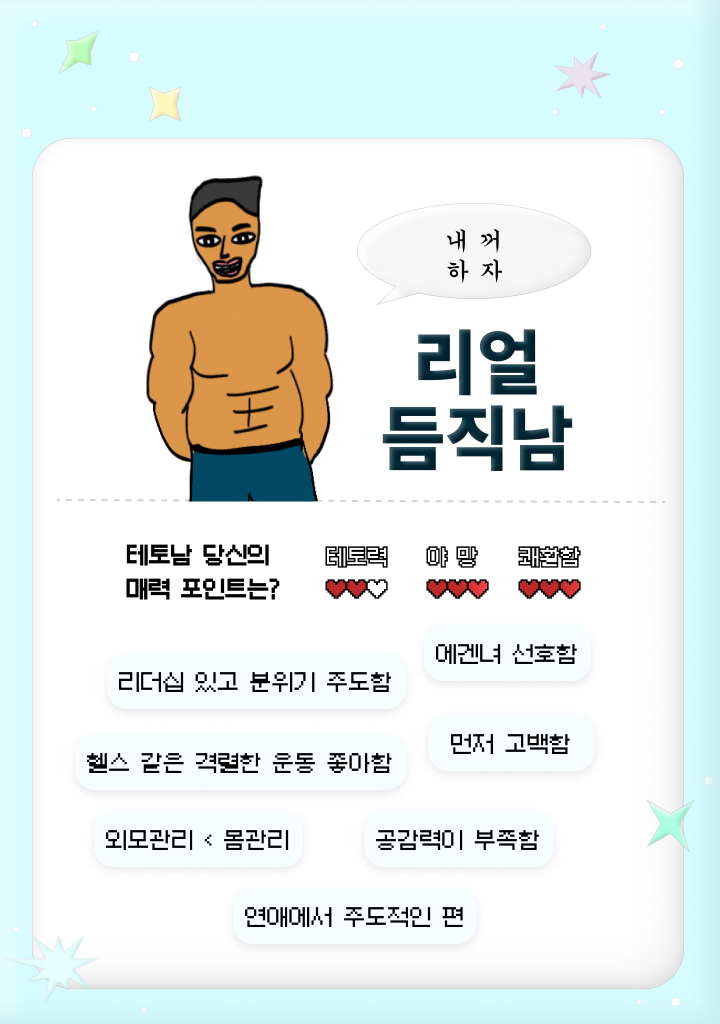 내 꺼
하 자
리얼
듬직남
테토남 당신의
매력 포인트는?
테토력
야 망
쾌활함
에겐녀 선호함
리더십 있고 분위기 주도함
먼저 고백함
헬스 같은 격렬한 운동 좋아함
외모관리 < 몸관리
공감력이 부족함
연애에서 주도적인 편